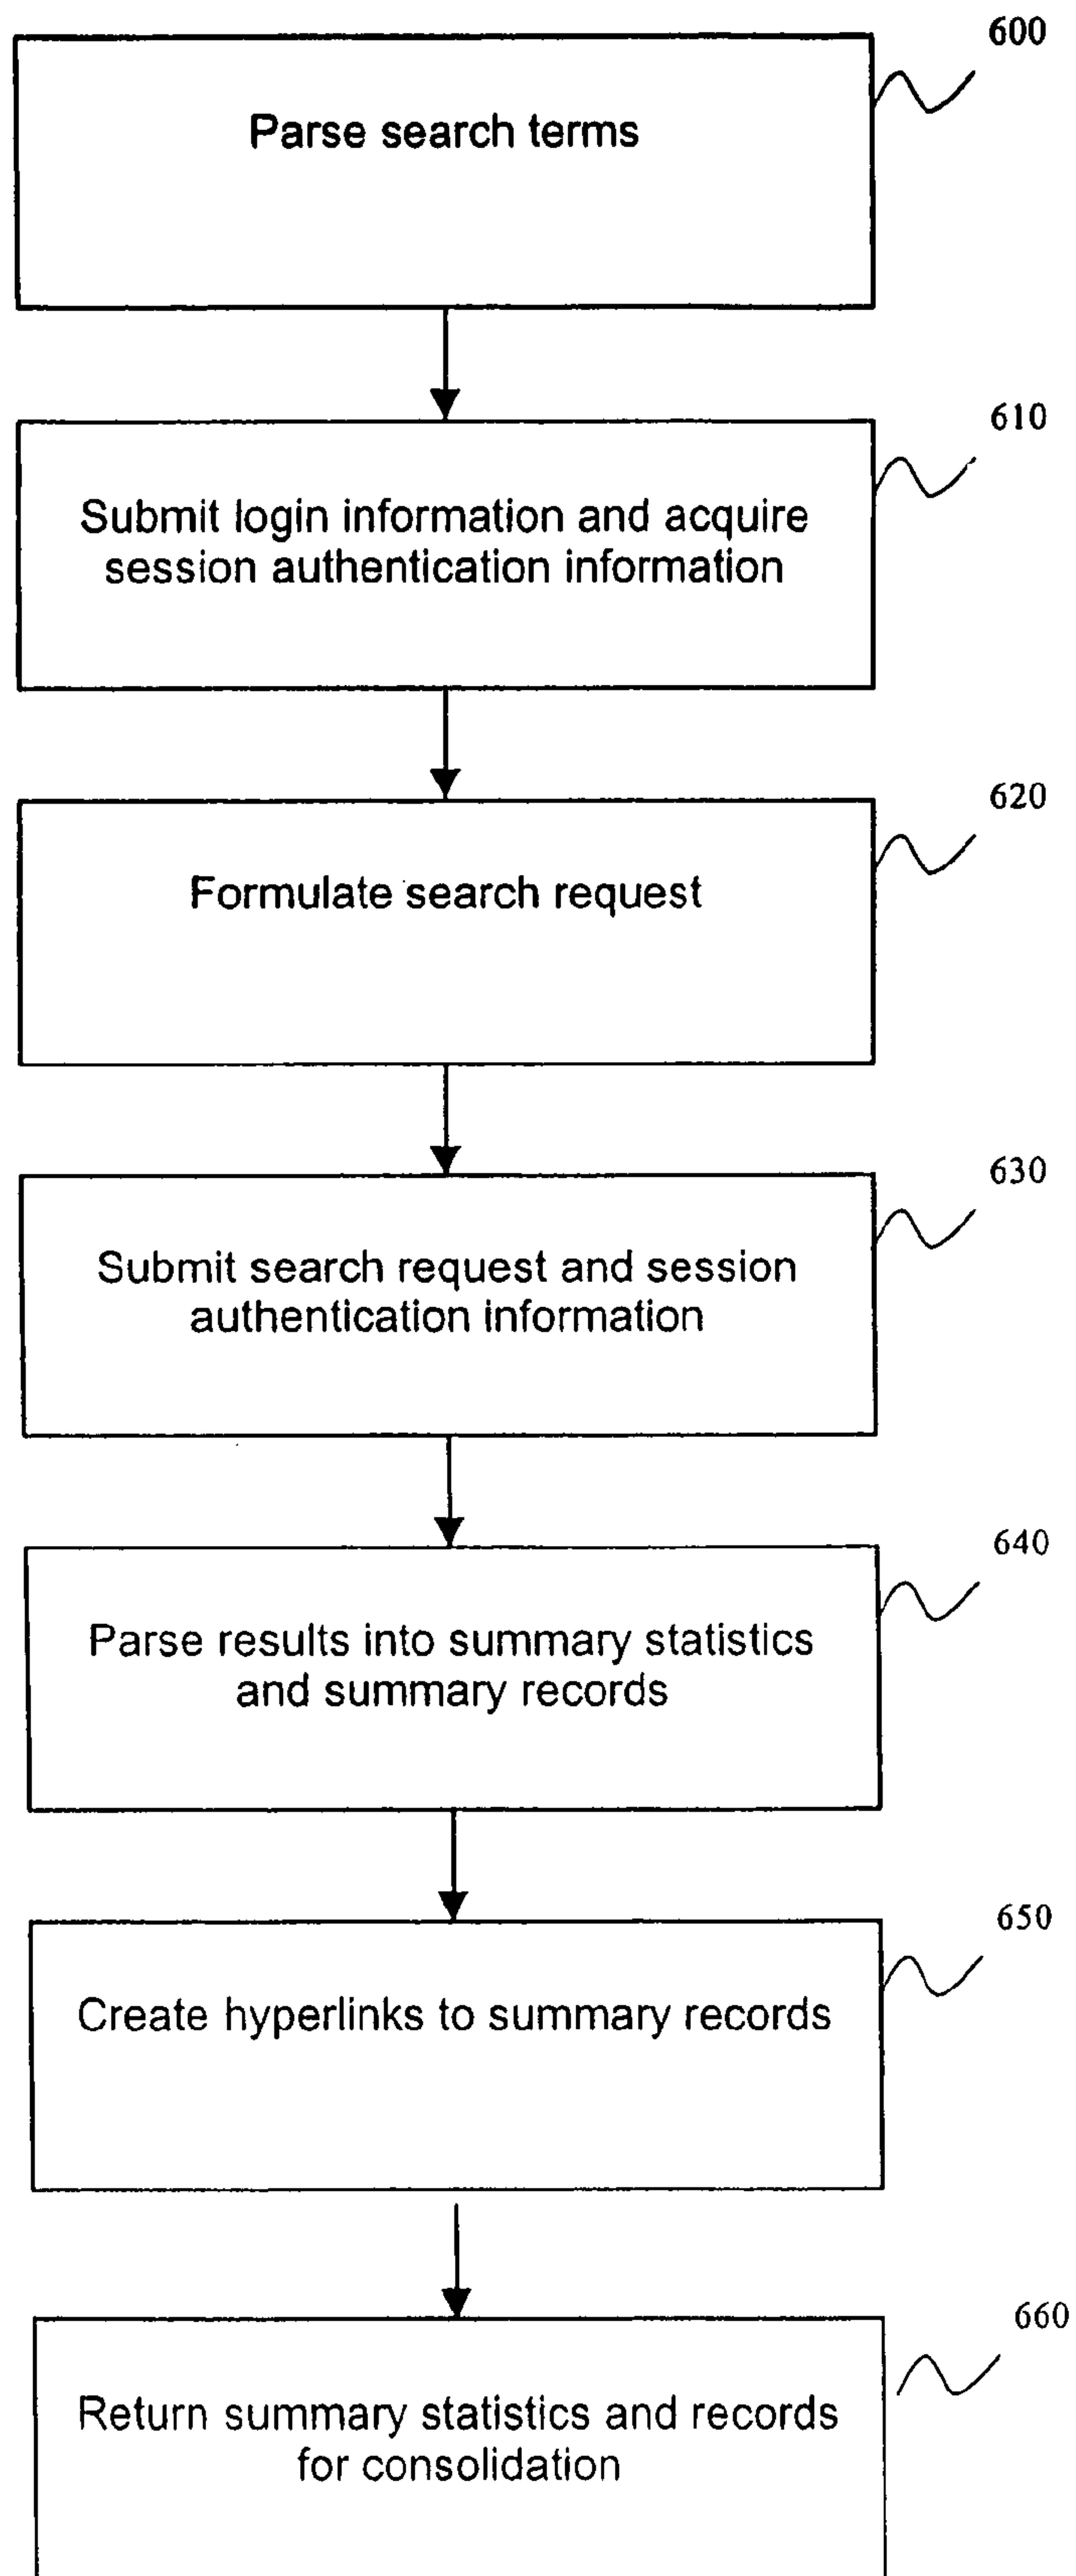 600
Parse search terms
610
Submit login information and acquire
session authentication information
620
Formulate search request
630
Submit search request and session
authentication information
640
Parse results into summary statistics
and summary records
650
Create hyperlinks to summary records
660
Return summary statistics and records
for consolidation